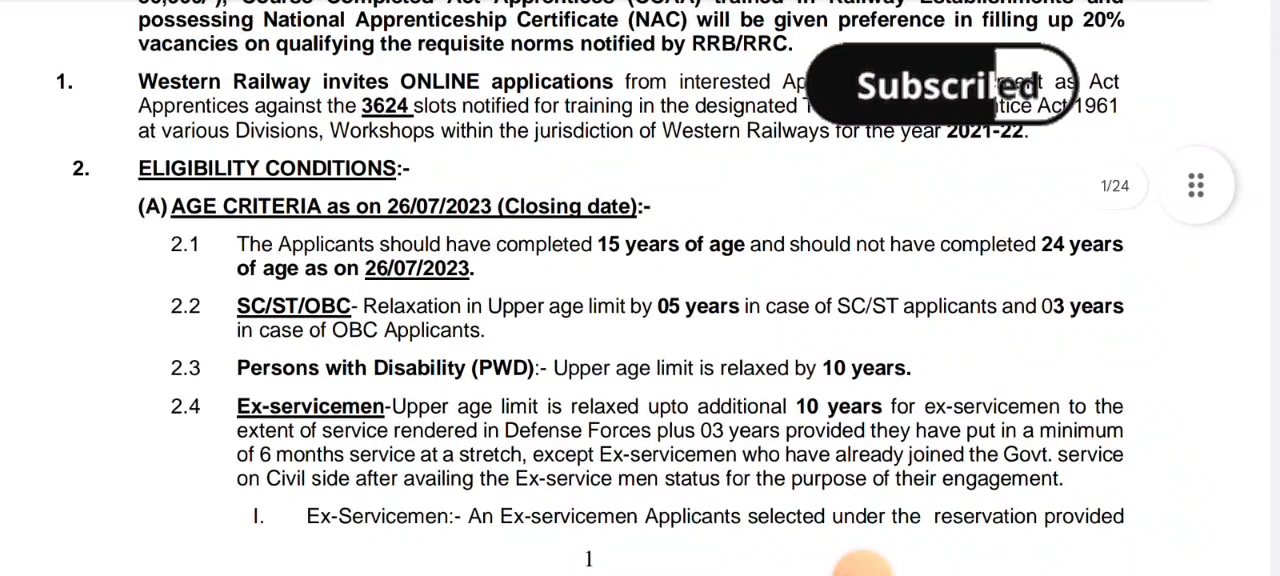 possessing National Apprenticeship Certificate (NAC) will be given preference in filling up 20%
vacancies on qualifying the requisite norms notified by RRB/RRC.
1. Western Railway invites ONLINE applications from interested as Act
Subscribed
Apprentices against the 3624 slots notified for training in the designated Act 1961
at various Divisions, Workshops within the jurisdiction of Western Railways for the year 2021-22.
2. ELIGIBILITY CONDITIONS:-
1/24
(A) AGE CRITERIA as on 26/07/2023 (Closing date):-
2.1 The Applicants should have completed 15 years of age and should not have completed 24 years
of age as on 26/07/2023.
2.2 SC/ST/OBC- Relaxation in Upper age limit by 05 years in case of SC/ST applicants and 03 years
in case of OBC Applicants.
2.3 Persons with Disability (PWD):- Upper age limit is relaxed by 10 years.
2.4 Ex-servicemen-Upper age limit is relaxed upto additional 10 years for ex-servicemen to the
extent of service rendered in Defense Forces plus 03 years provided they have put in a minimum
of 6 months service at a stretch, except Ex-servicemen who have already joined the Govt. service
on Civil side after availing the Ex-service men status for the purpose of their engagement.
I. Ex-Servicemen:- An Ex-servicemen Applicants selected under the reservation provided
1